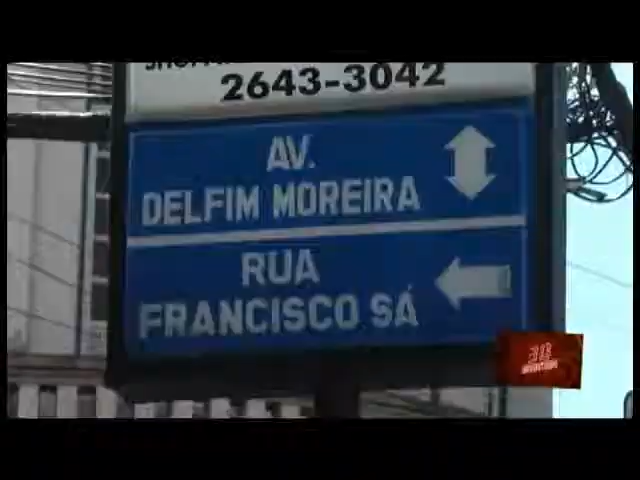 2643-3042
AV.
DELFIM MOREIRA
RUA
FRANCISCO SÁ